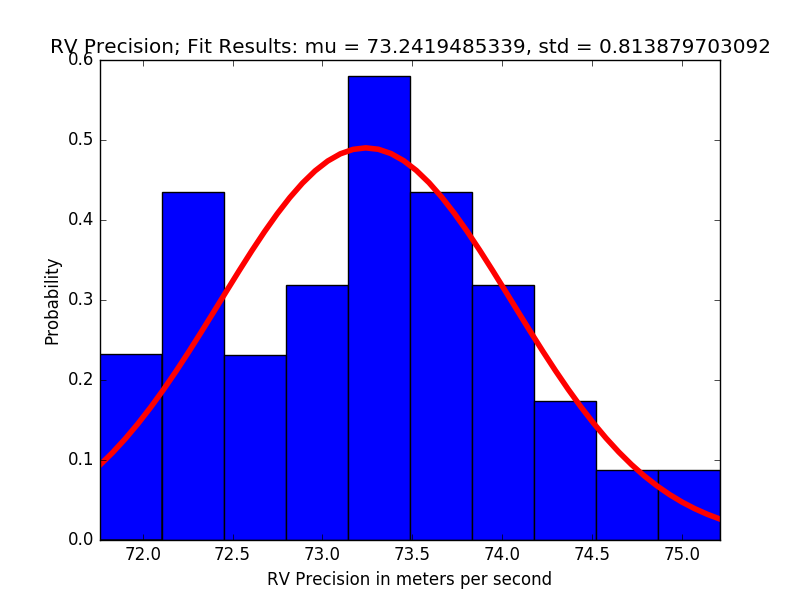 RV Precision; Fit Results: mu = 73.2419485339, std = 0.813879703092
0.6
0.5
0.4
0.3
0.2
0.1
0.0
Probability
72.0 72.5 73.0 73.5 74.0 74.5 75.0
RV Precision in meters per second